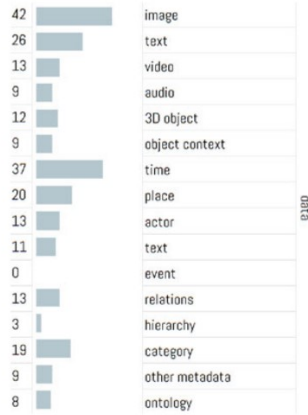 42 image
26 text
13 video
9 audio
12 3D object
9 object context
37 time
20 place
13 actor
11 text
0 event
13 relations
3 hierarchy
19 category
9 other metadata
8 ontology
data